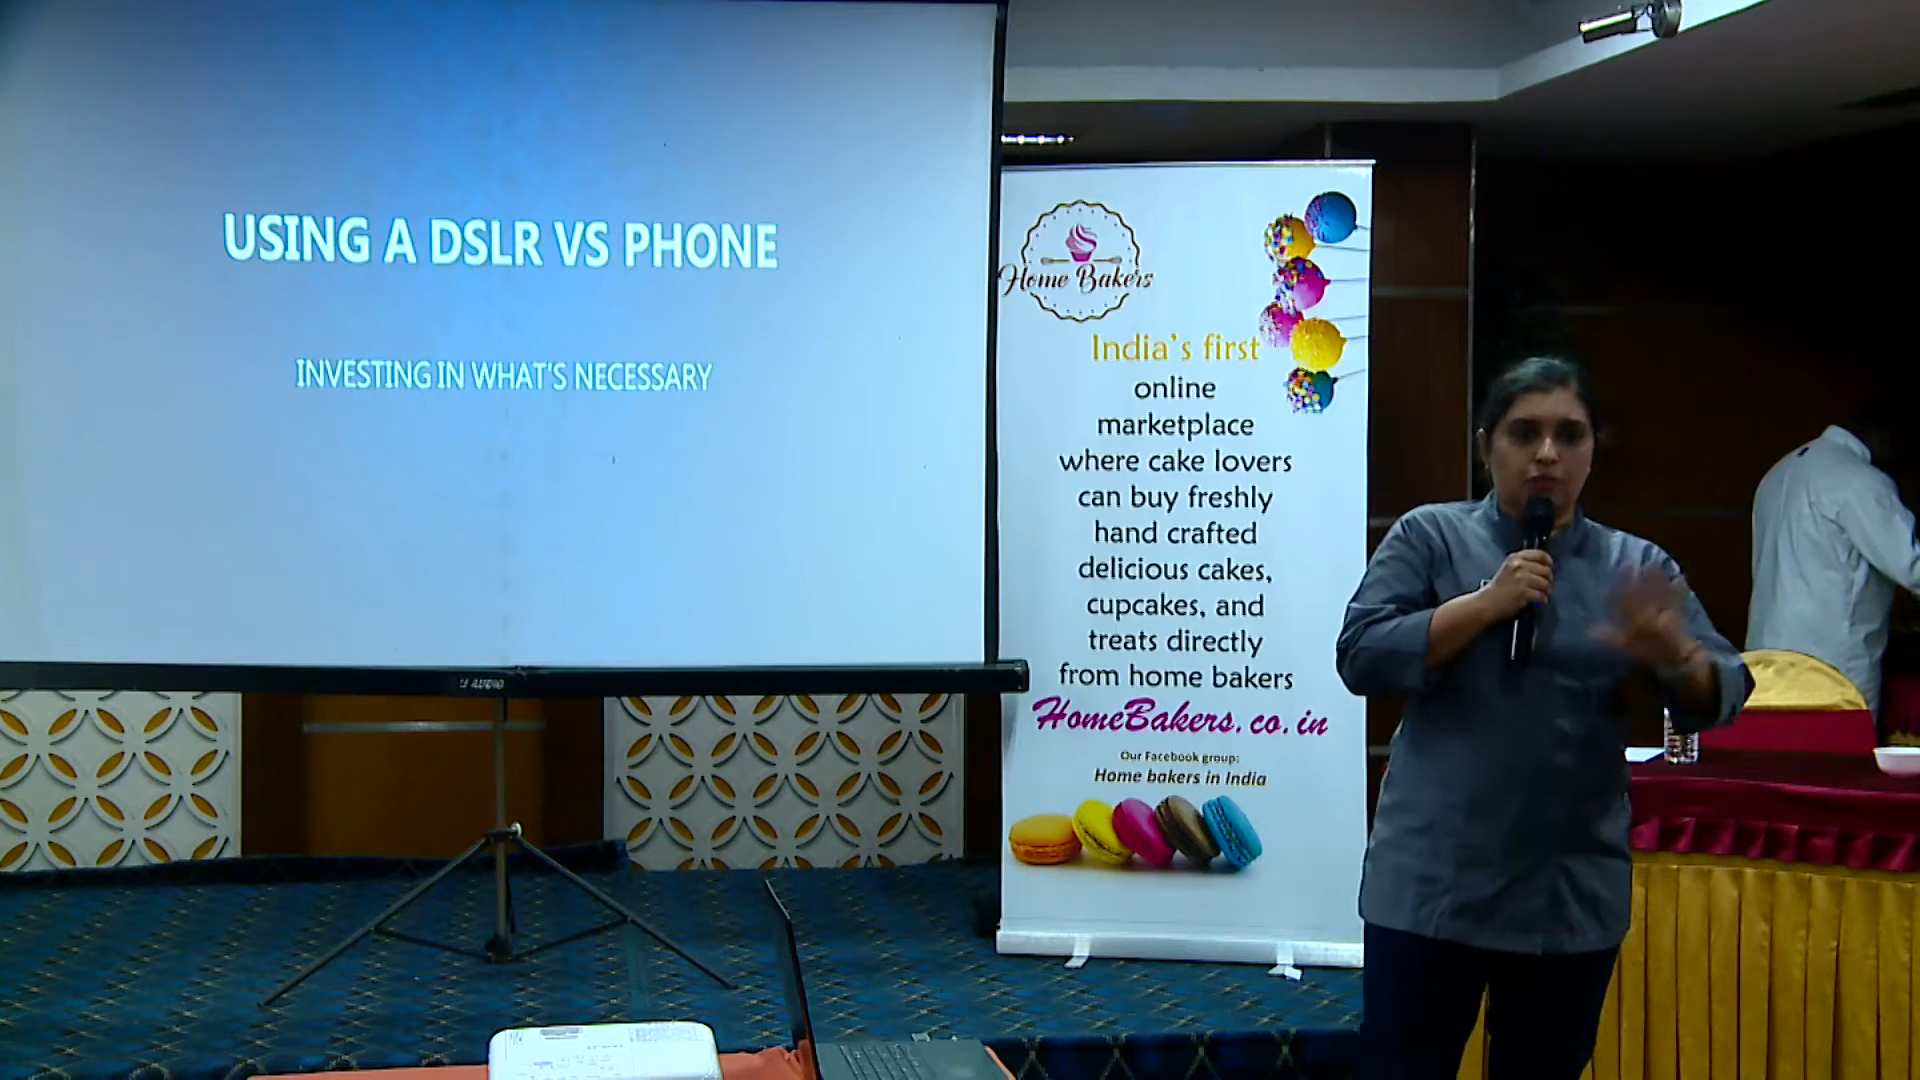 USING A DSLR VS PHONE
INVESTING IN WHAT'S NECESSARY
Home Bakers
India's first
online
marketplace
where cake lovers
can buy freshly
hand crafted
delicious cakes,
cupcakes, and
treats directly
from home bakers
HomeBakers.co.in
Our Facebook group:
Home bakers in India
AUDIO